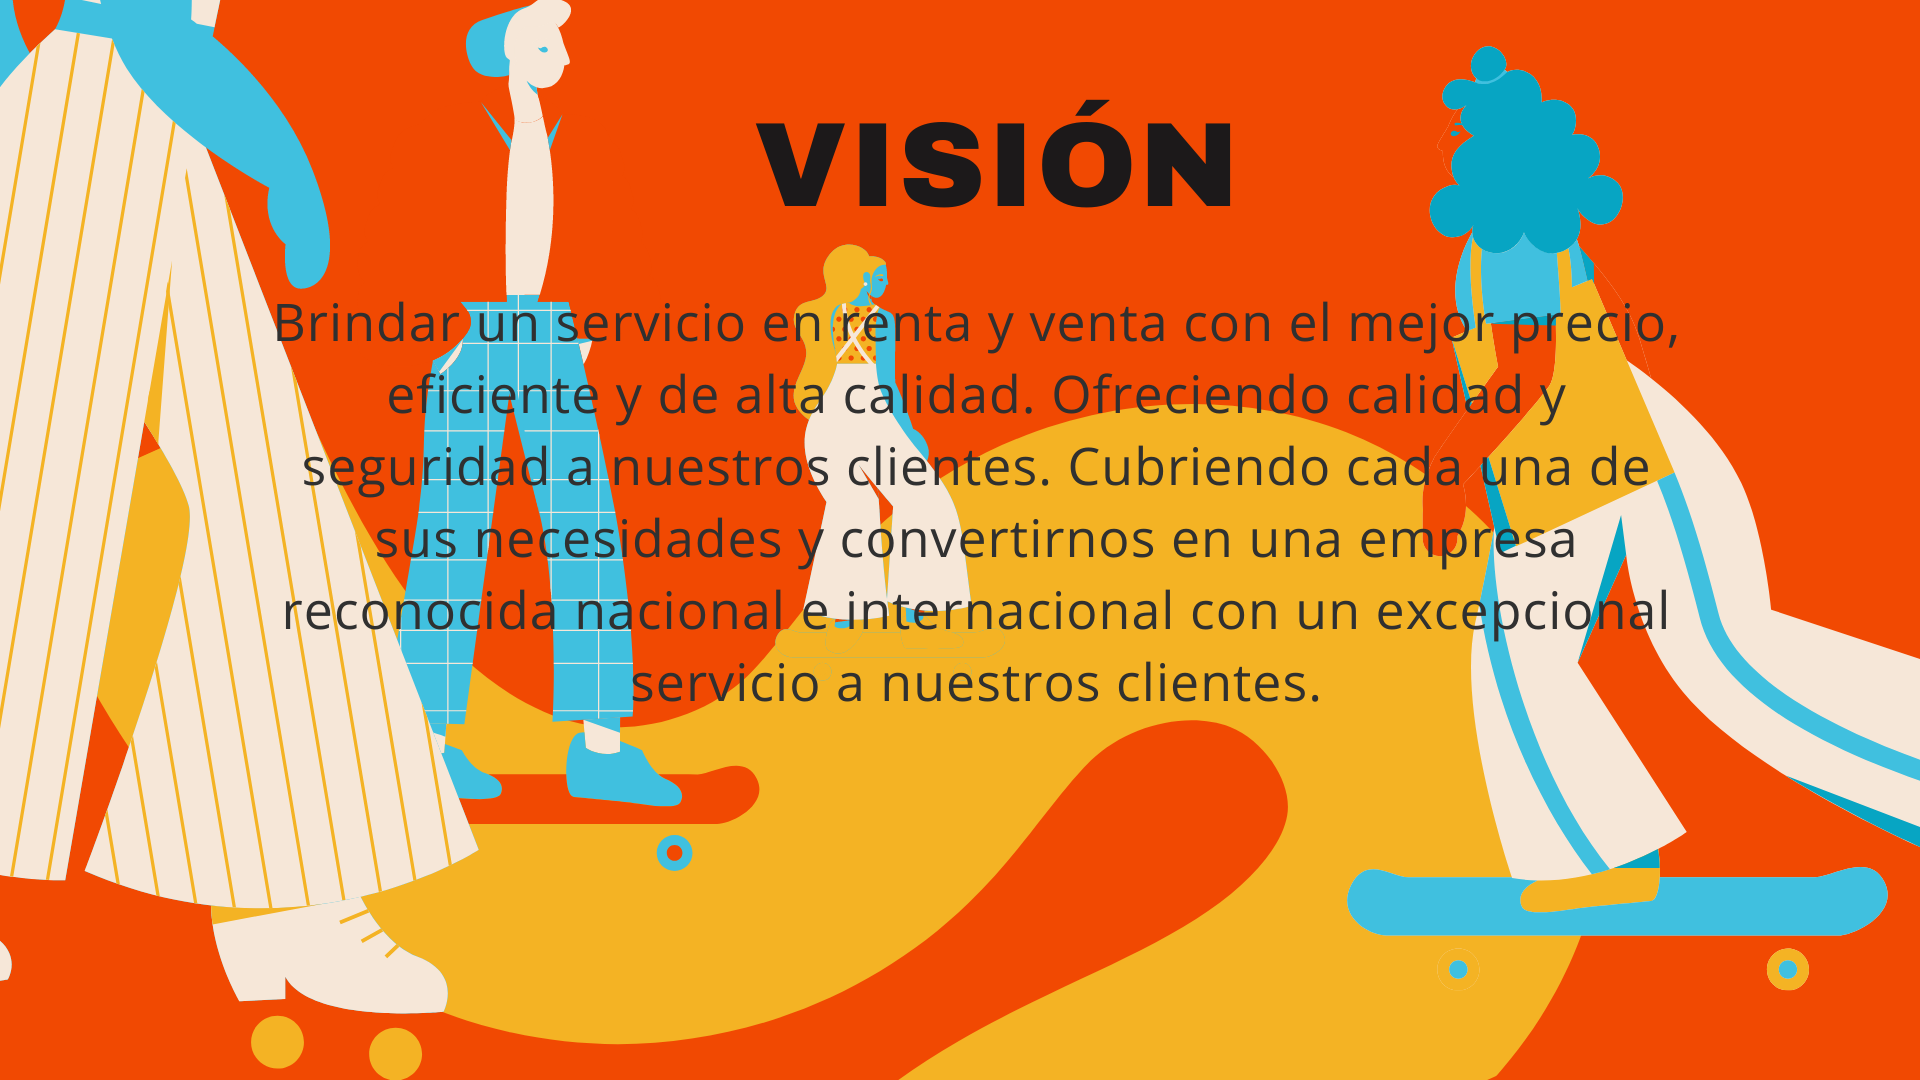 VISIÓN
Brindar un servicio en renta y venta con el mejor precio,
eficiente y de alta calidad. Ofreciendo calidad y
seguridad a nuestros clientes. Cubriendo cada una de
sus necesidades y convertirnos en una empresa
reconocida nacional e internacional con un excepcional
servicio a nuestros clientes.